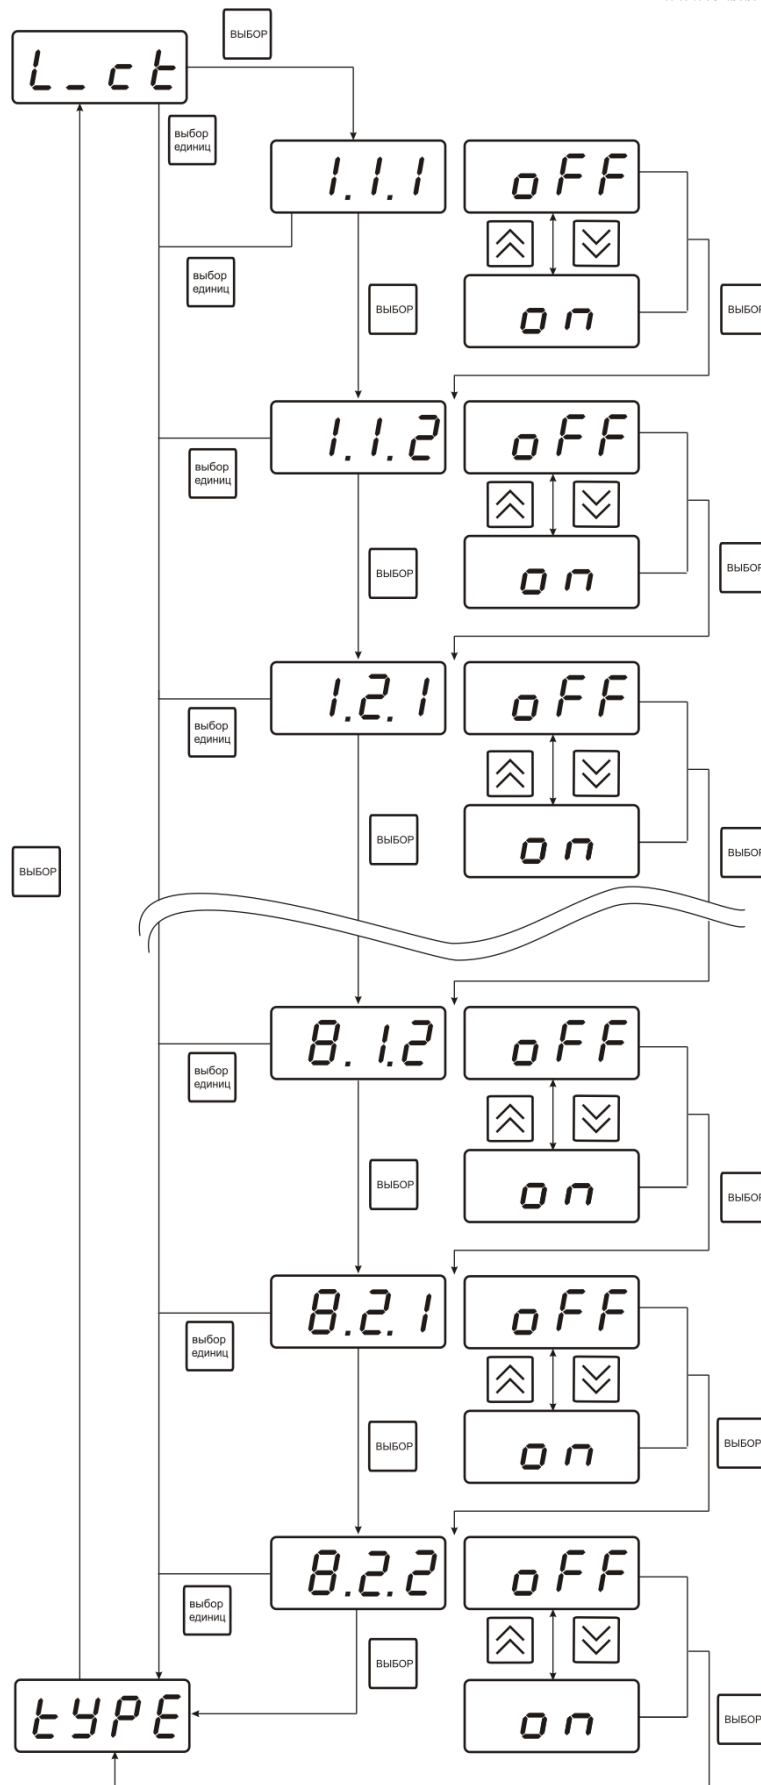 ВЫБОР
L_ct
выбор
единиц
1.1.1
oFF
выбор
единиц
ВЫБОР
on
ВЫБОР
1.1.2
oFF
выбор
единиц
ВЫБОР
on
ВЫБОР
1.2.1
oFF
выбор
единиц
ВЫБОР
on
ВЫБОР
ВЫБОР
8.1.2
oFF
выбор
единиц
ВЫБОР
on
ВЫБОР
8.2.1
oFF
выбор
единиц
ВЫБОР
on
ВЫБОР
8.2.2
oFF
выбор
единиц
ВЫБОР
tYPE
on
ВЫБОР